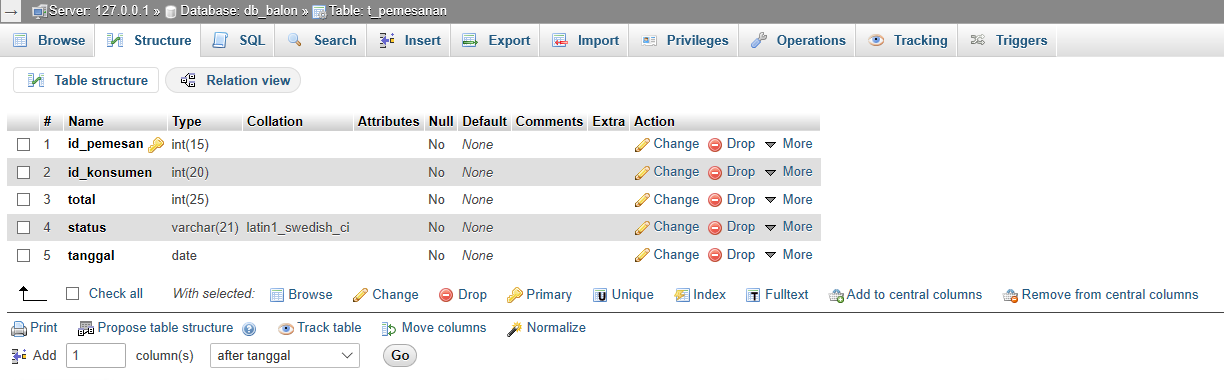 Server: 127.0.0.1 » Database: db_balon » Table: t_pemesanan
Browse Structure SQL Search Insert Export Import Privileges Operations Tracking Triggers
Table structure Relation view
# Name Type Collation Attributes Null Default Comments Extra Action
1 id_pemesan int(15) No None Change Drop More
2 id_konsumen int(20) No None Change Drop More
3 total int(25) No None Change Drop More
4 status varchar(21) latin1_swedish_ci No None Change Drop More
5 tanggal date No None Change Drop More
Check all With selected: Browse Change Drop Primary Unique Index Fulltext Add to central columns Remove from central columns
Print Propose table structure Track table Move columns Normalize
Add 1 column(s) after tanggal Go